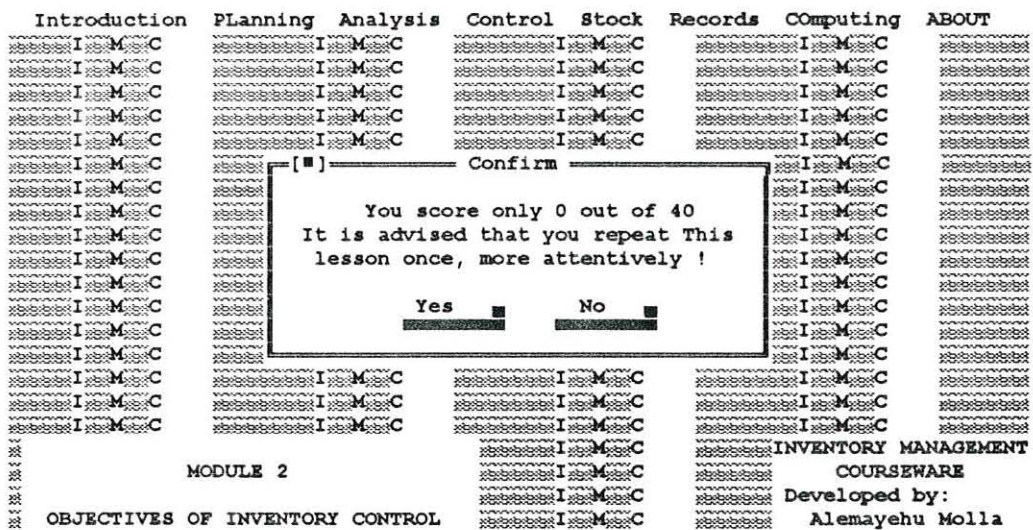 Introduction PLanning Analysis Control Stock Records COmputing ABOUT
I M C I M C I M C I M C
I M C I M C I M C I M C
I M C I M C I M C I M C
I M C I M C I M C I M C
I M C I M C I M C I M C
I M C [■] Confirm I M C
I M C I M C
I M C You score only 0 out of 40 I M C
I M C It is advised that you repeat This I M C
I M C lesson once, more attentively ! I M C
I M C I M C
I M C Yes No I M C
I M C I M C
I M C I M C
I M C I M C I M C I M C
I M C I M C I M C I M C
I M C I M C I M C I M C
I M C INVENTORY MANAGEMENT
MODULE 2 I M C COURSEWARE
I M C Developed by:
OBJECTIVES OF INVENTORY CONTROL I M C Alemayehu Molla